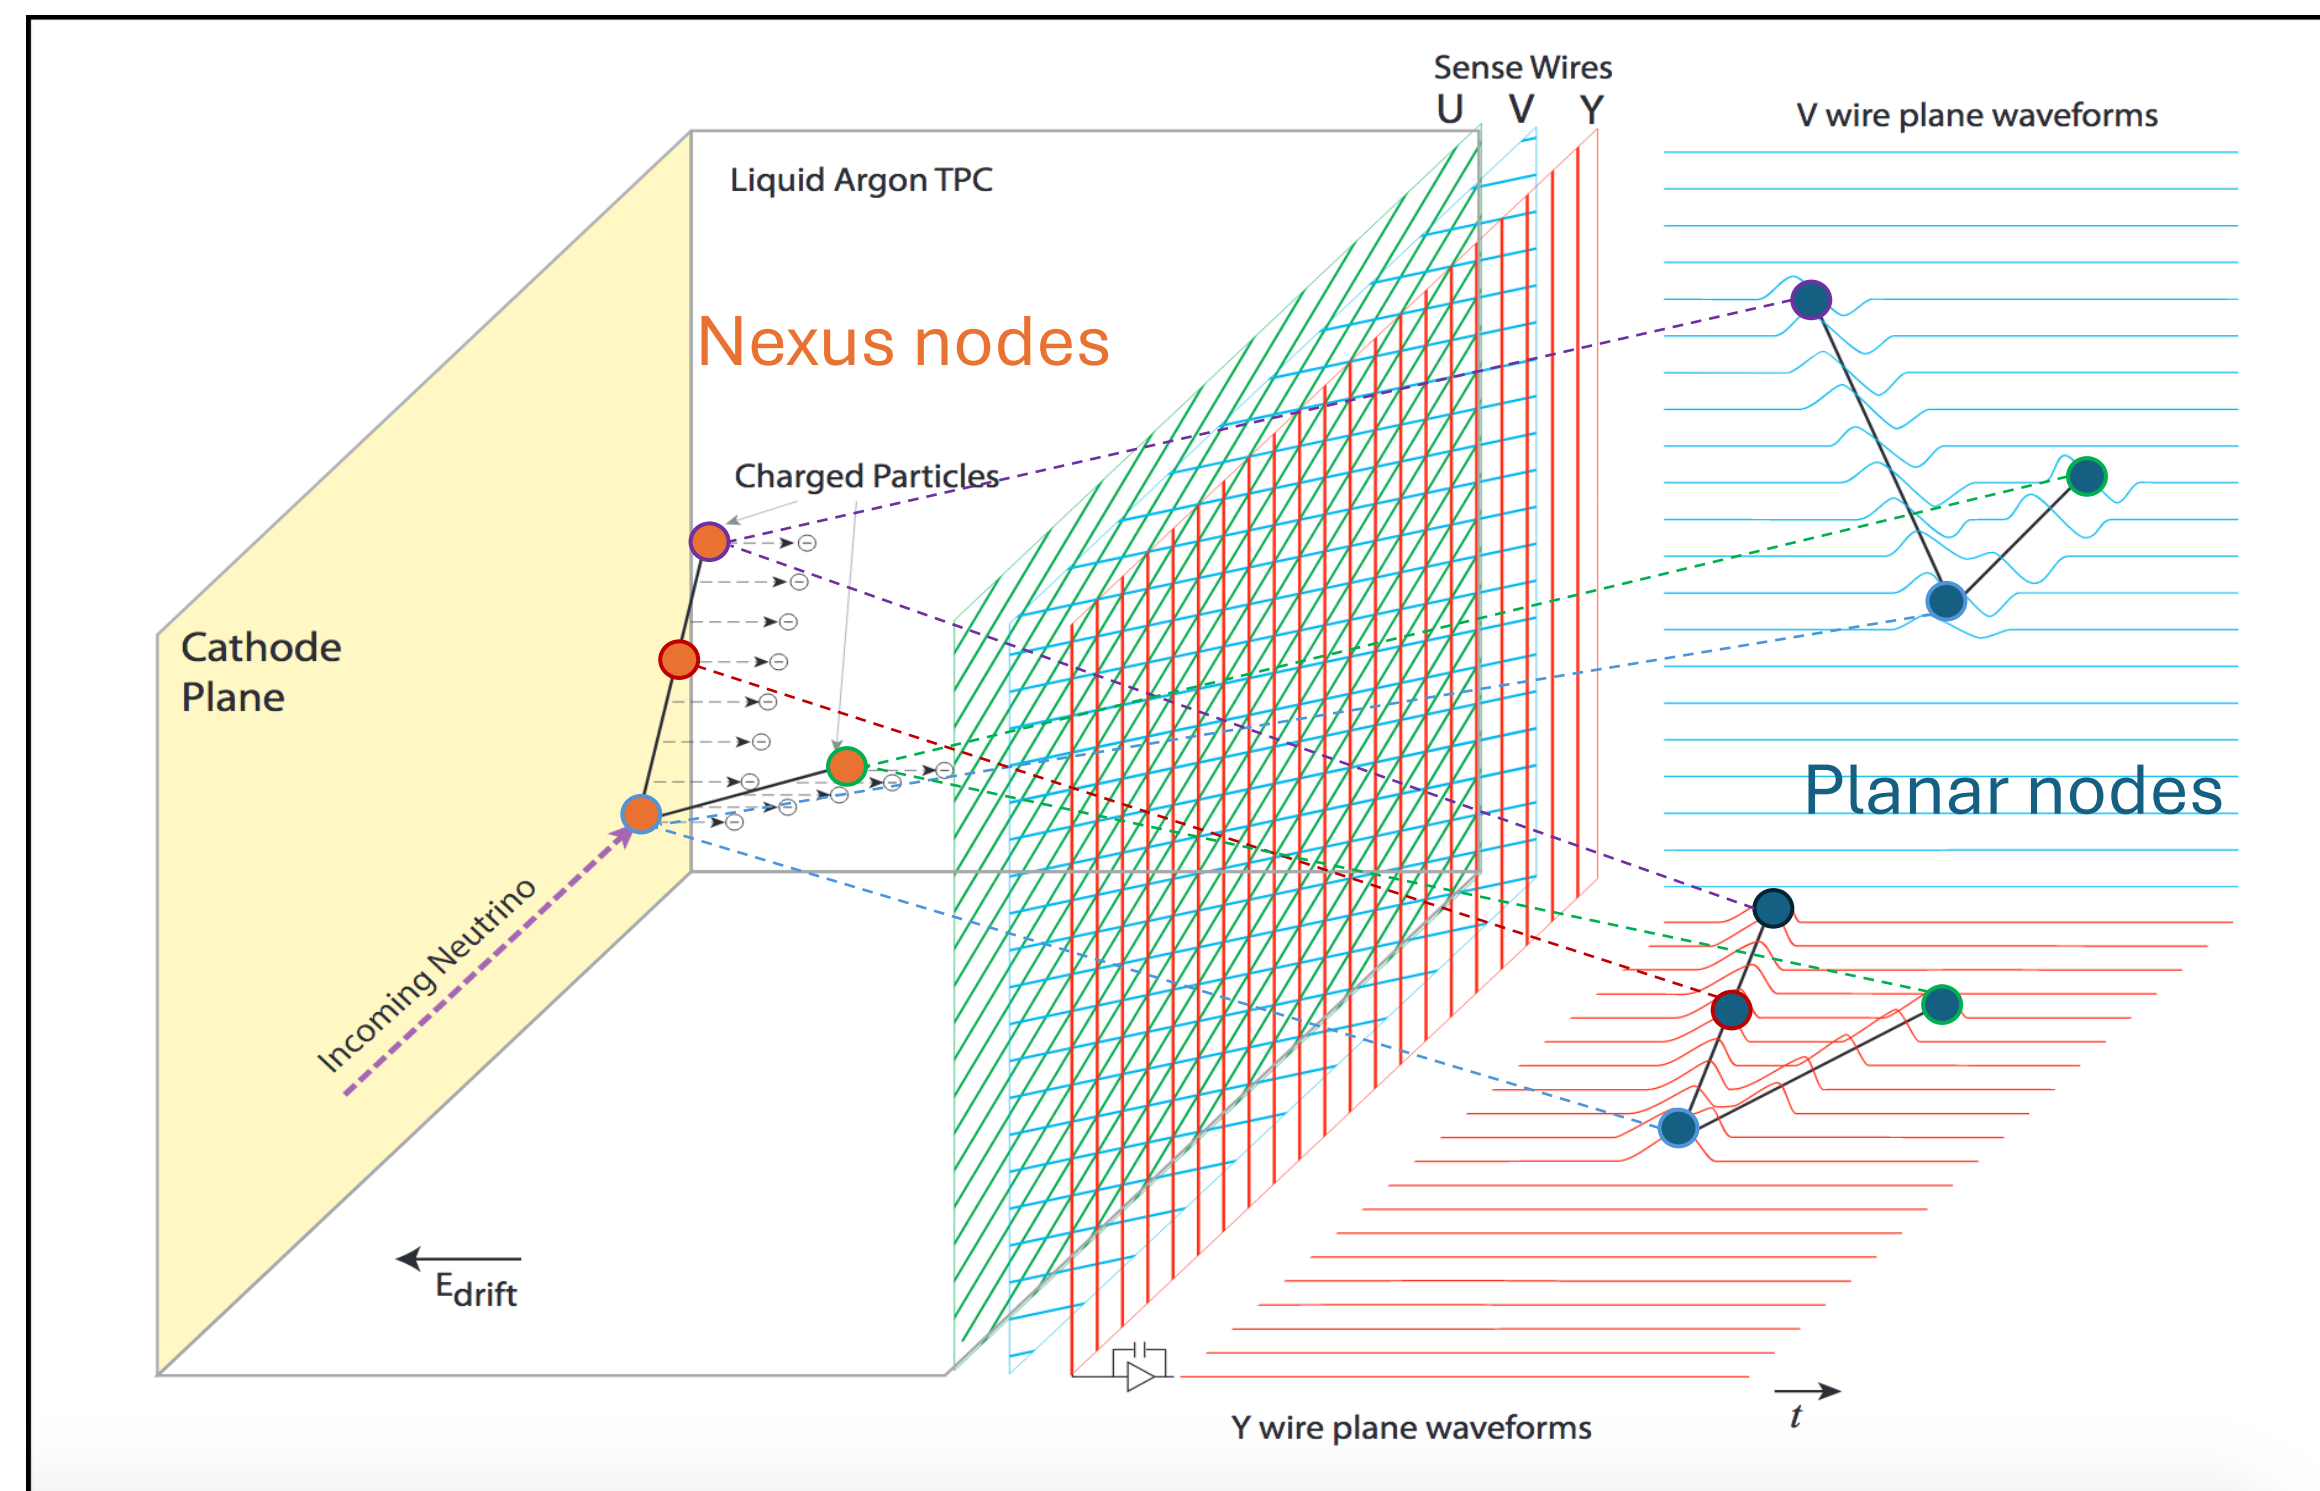 Sense Wires
U V Y
V wire plane waveforms
Liquid Argon TPC
Nexus nodes
Charged Particles
Cathode
Plane
Planar nodes
Incoming Neutrino
Edrift
t
Y wire plane waveforms